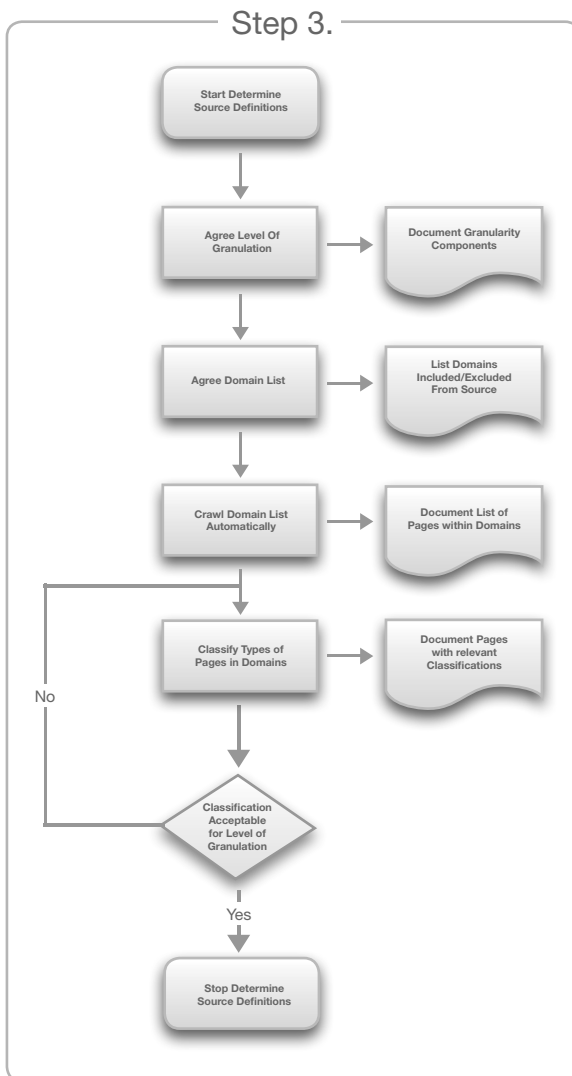 Step 3.
Start Determine
Source Definitions
Agree Level Of
Granulation
Document Granularity
Components
Agree Domain List
List Domains
Included/Excluded
From Source
Crawl Domain List
Automatically
Document List of
Pages within Domains
Classify Types of
Pages in Domains
Document Pages
with relevant
Classifications
No
Classification
Acceptable
for Level of
Granulation
Yes
Stop Determine
Source Definitions